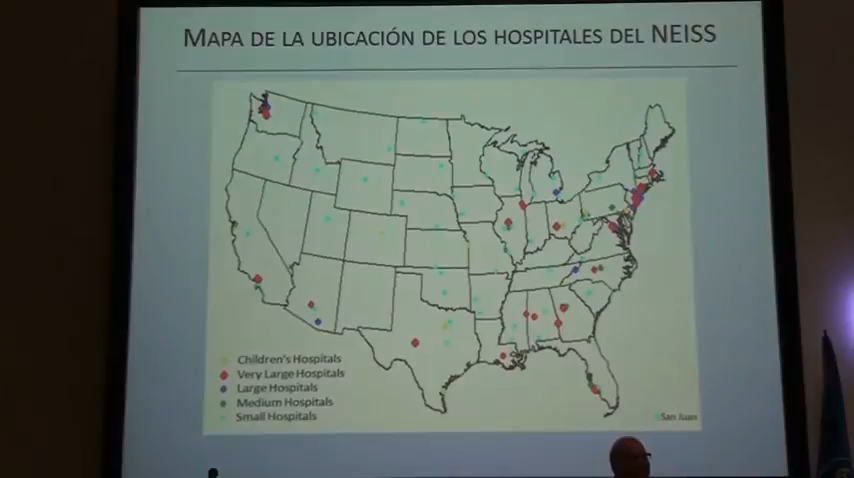 MAPA DE LA UBICACIÓN DE LOS HOSPITALES DEL NEISS
Children's Hospitals
Very Large Hospitals
Large Hospitals
Medium Hospitals
Small Hospitals
San Juan